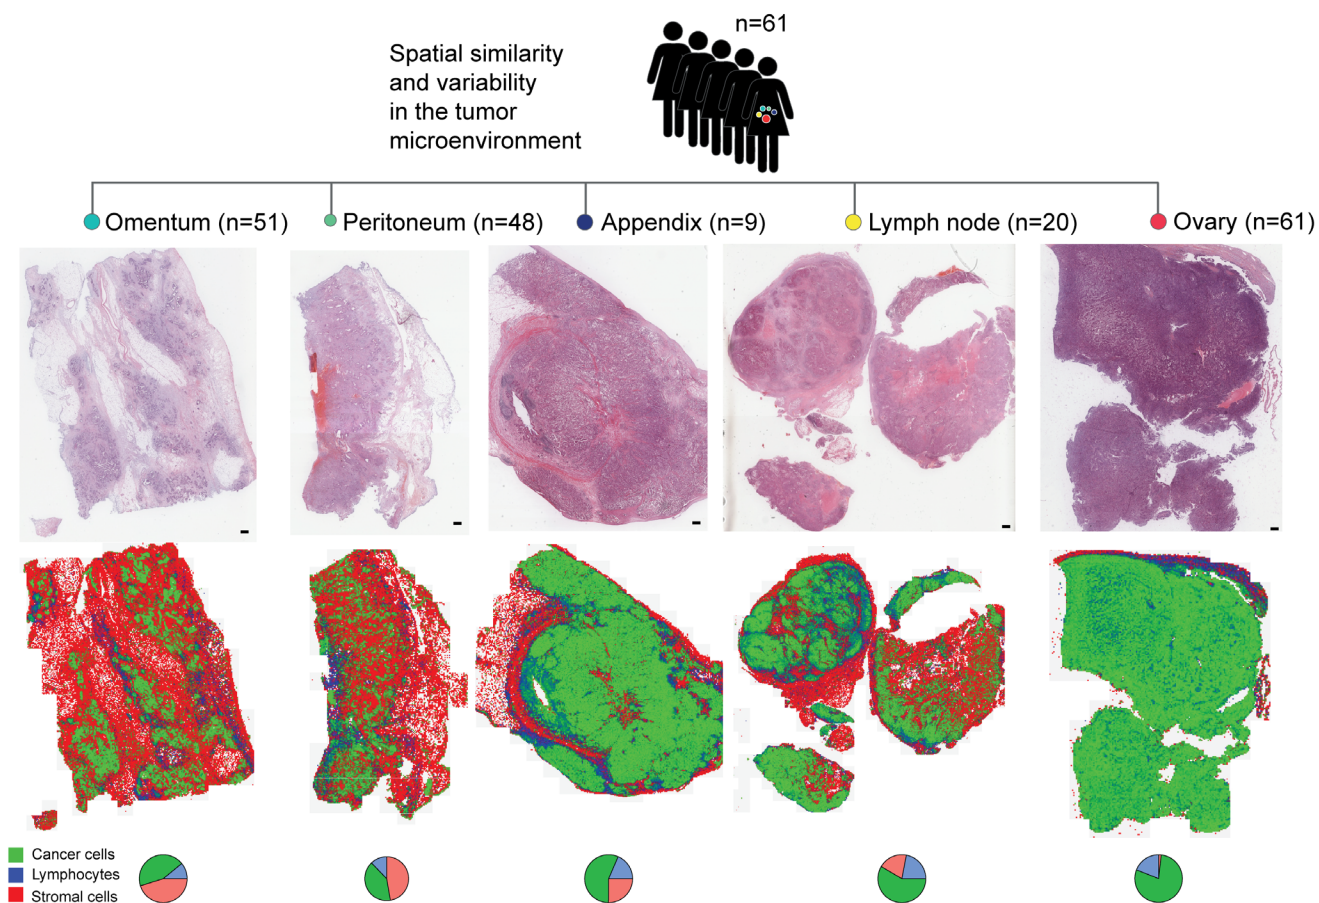 n=61
Spatial similarity
and variability
in the tumor
microenvironment
Omentum (n=51)
Peritoneum (n=48)
Appendix (n=9)
Lymph node (n=20)
Ovary (n=61)
Cancer cells
Lymphocytes
Stromal cells